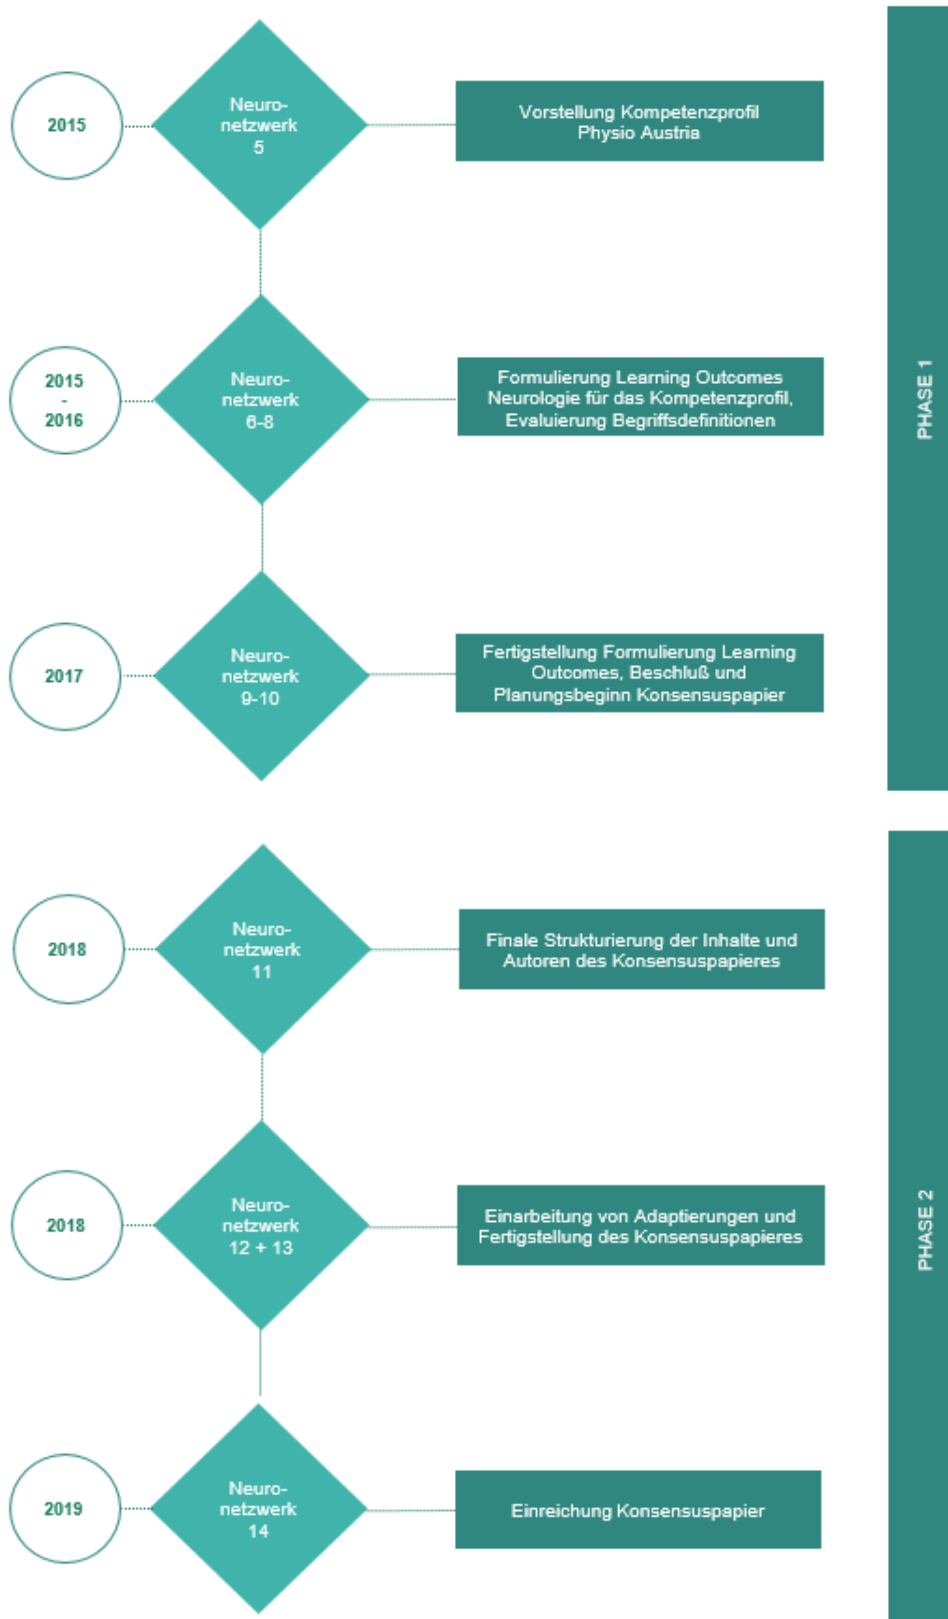 2015
Neuro-
netzwerk
5
Vorstellung Kompetenzprofil
Physio Austria
2015
-
2016
Neuro-
netzwerk
6-8
Formulierung Learning Outcomes
Neurologie für das Kompetenzprofil,
Evaluierung Begriffsdefinitionen
2017
Neuro-
netzwerk
9-10
Fertigstellung Formulierung Learning
Outcomes, Beschluß und
Planungsbeginn Konsensuspapier
PHASE 1
2018
Neuro-
netzwerk
11
Finale Strukturierung der Inhalte und
Autoren des Konsensuspapieres
2018
Neuro-
netzwerk
12 + 13
Einarbeitung von Adaptierungen und
Fertigstellung des Konsensuspapieres
2019
Neuro-
netzwerk
14
Einreichung Konsensuspapier
PHASE 2